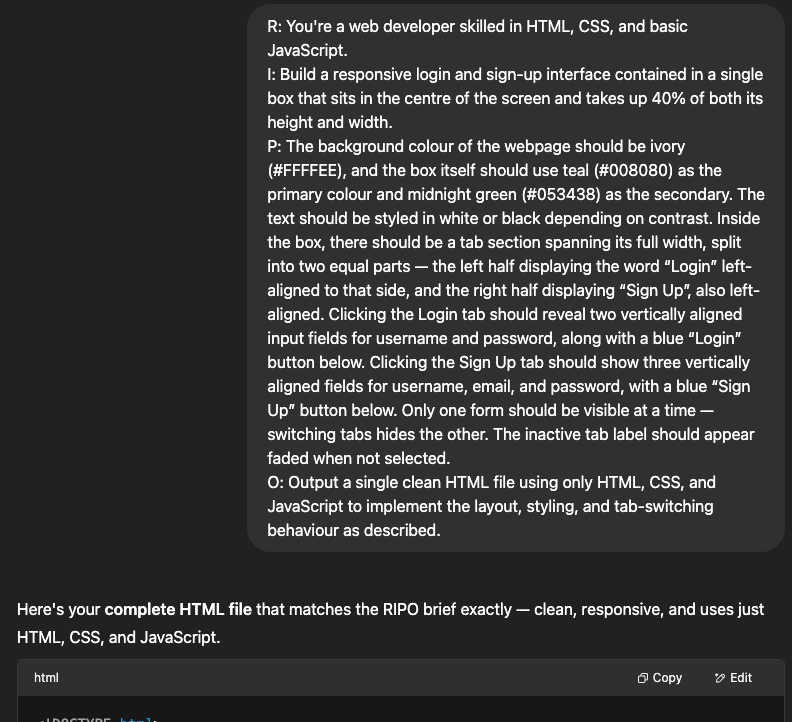 R: You're a web developer skilled in HTML, CSS, and basic
JavaScript.
I: Build a responsive login and sign-up interface contained in a single
box that sits in the centre of the screen and takes up 40% of both its
height and width.
P: The background colour of the webpage should be ivory
(#FFFFEE), and the box itself should use teal (#008080) as the
primary colour and midnight green (#053438) as the secondary. The
text should be styled in white or black depending on contrast. Inside
the box, there should be a tab section spanning its full width, split
into two equal parts — the left half displaying the word “Login” left-
aligned to that side, and the right half displaying “Sign Up”, also left-
aligned. Clicking the Login tab should reveal two vertically aligned
input fields for username and password, along with a blue “Login”
button below. Clicking the Sign Up tab should show three vertically
aligned fields for username, email, and password, with a blue “Sign
Up” button below. Only one form should be visible at a time —
switching tabs hides the other. The inactive tab label should appear
faded when not selected.
O: Output a single clean HTML file using only HTML, CSS, and
JavaScript to implement the layout, styling, and tab-switching
behaviour as described.
Here's your complete HTML file that matches the RIPO brief exactly — clean, responsive, and uses just
HTML, CSS, and JavaScript.
html
Copy
Edit
<!DOCTYPE html>